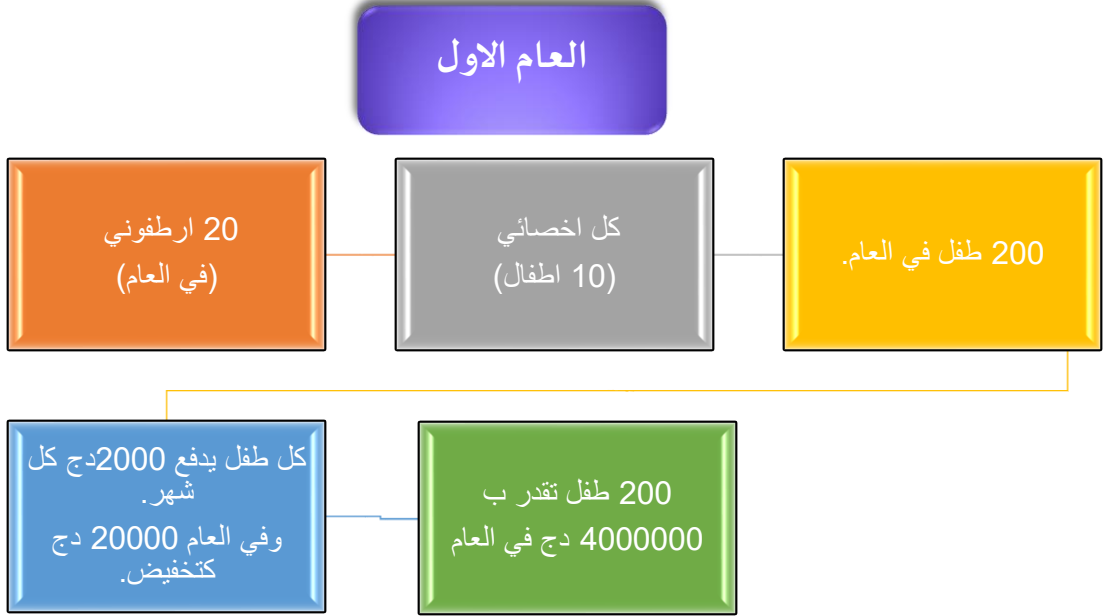 العام الاول
20 ارطفوني
(في العام)
كل اخصائي
(10 اطفال)
200 طفل في العام.
كل طفل يدفع 2000دج كل
شهر.
وفي العام 20000 دج
كتخفيض.
200 طفل تقدر ب
4000000 دج في العام